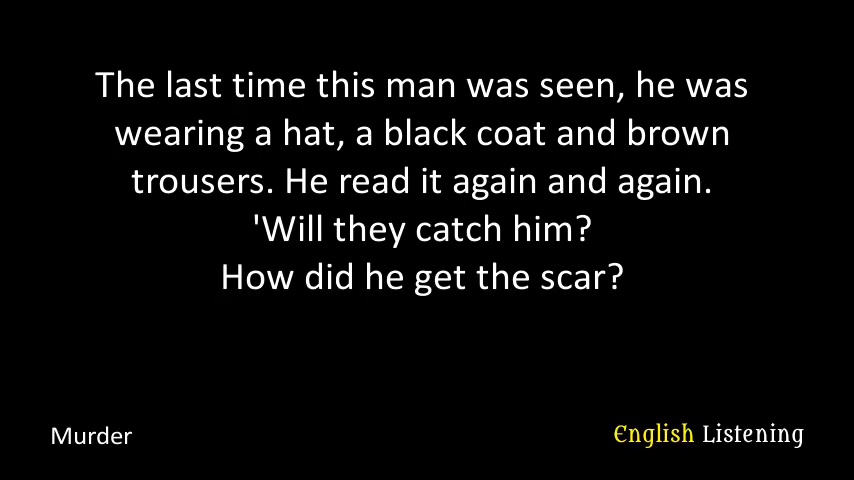 The last time this man was seen, he was
wearing a hat, a black coat and brown
trousers. He read it again and again.
'Will they catch him?
How did he get the scar?
Murder
English Listening